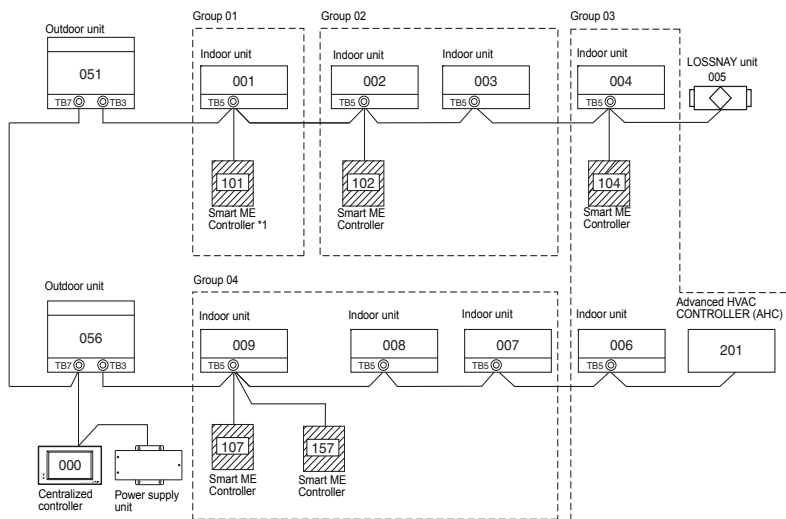 Group 01
Group 02
Group 03
Outdoor unit
051
TB7
TB3
Indoor unit
001
TB5
Indoor unit
002
TB5
Indoor unit
003
TB5
Indoor unit
004
TB5
LOSSNAY unit
005
101
Smart ME
Controller *1
102
Smart ME
Controller
104
Smart ME
Controller
Group 04
Outdoor unit
056
TB7
TB3
Indoor unit
009
TB5
Indoor unit
008
TB5
Indoor unit
007
TB5
Indoor unit
006
TB5
Advanced HVAC
CONTROLLER (AHC)
201
000
Centralized
controller
Power supply
unit
107
Smart ME
Controller
157
Smart ME
Controller